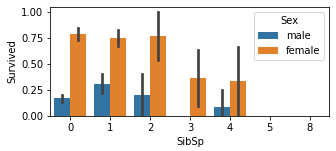 1.00
0.75
0.50
0.25
0.00
Survived
0 1 2 3 4 5 8
SibSp
Sex
male
female